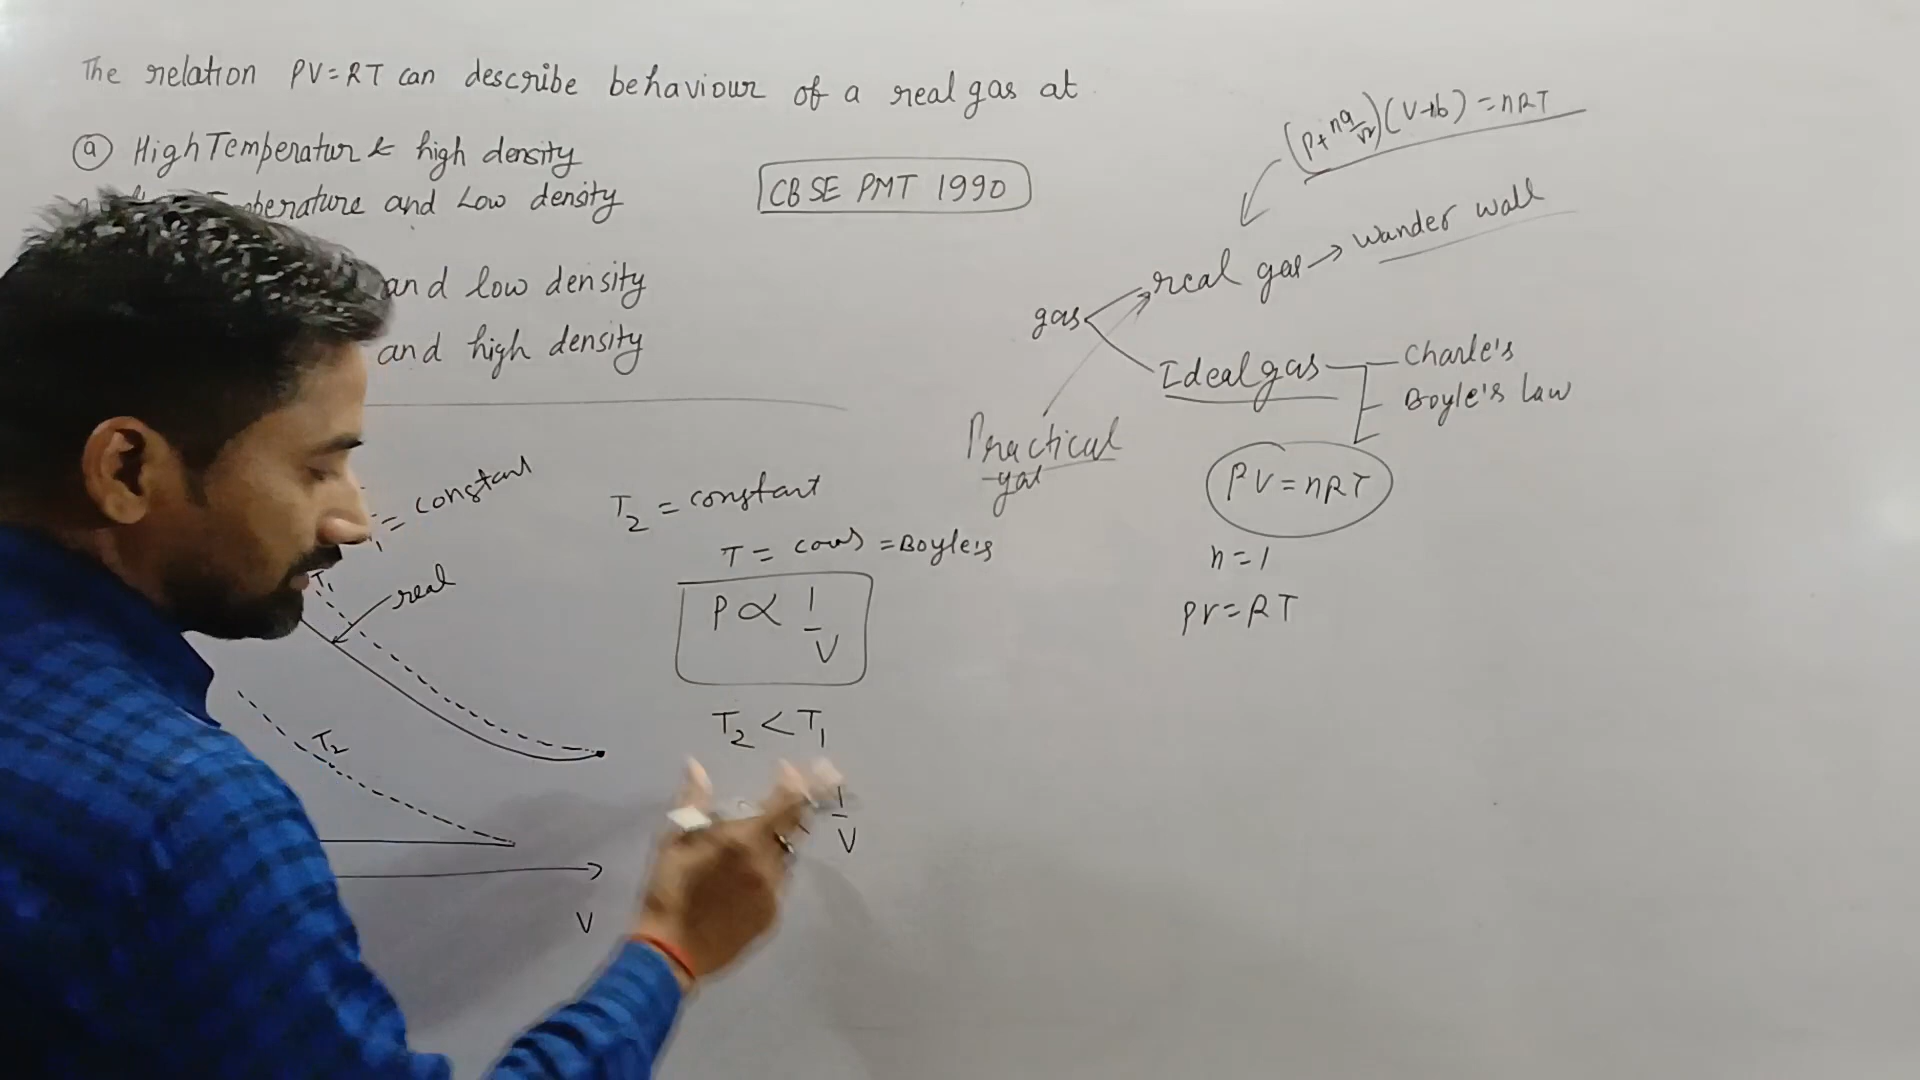 The relation PV=RT can describe behaviour of a real gas at
ⓐ High Temperatur & high density
Temperature and Low density
and low density
and high density
CBSE PMT 1990
(P+na/v2)(V-b)=nRT
gas
real gas → wander wall
Ideal gas
Charle's
Boyle's Law
Practical
gas
PV=nRT
n=1
PV=RT
= constant
T1
real
T2
V
T2 = constant
T = cons =Boyle's
P ∝ 1/V
T2 < T1
1/V